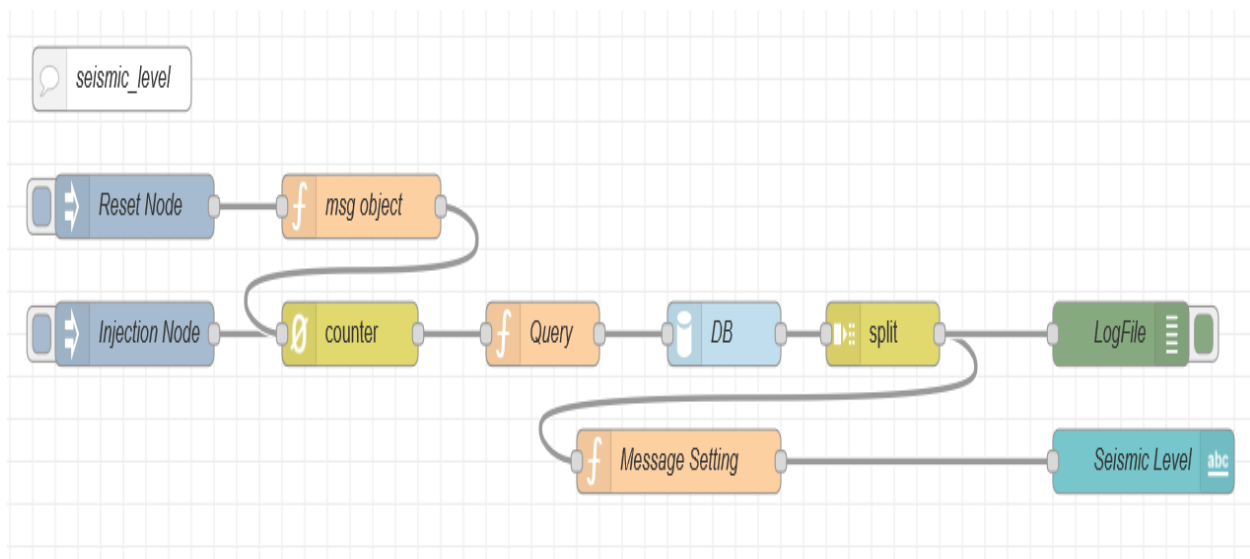 seismic_level
Reset Node
msg object
Injection Node
counter
Query
DB
split
LogFile
Message Setting
Seismic Level
abc